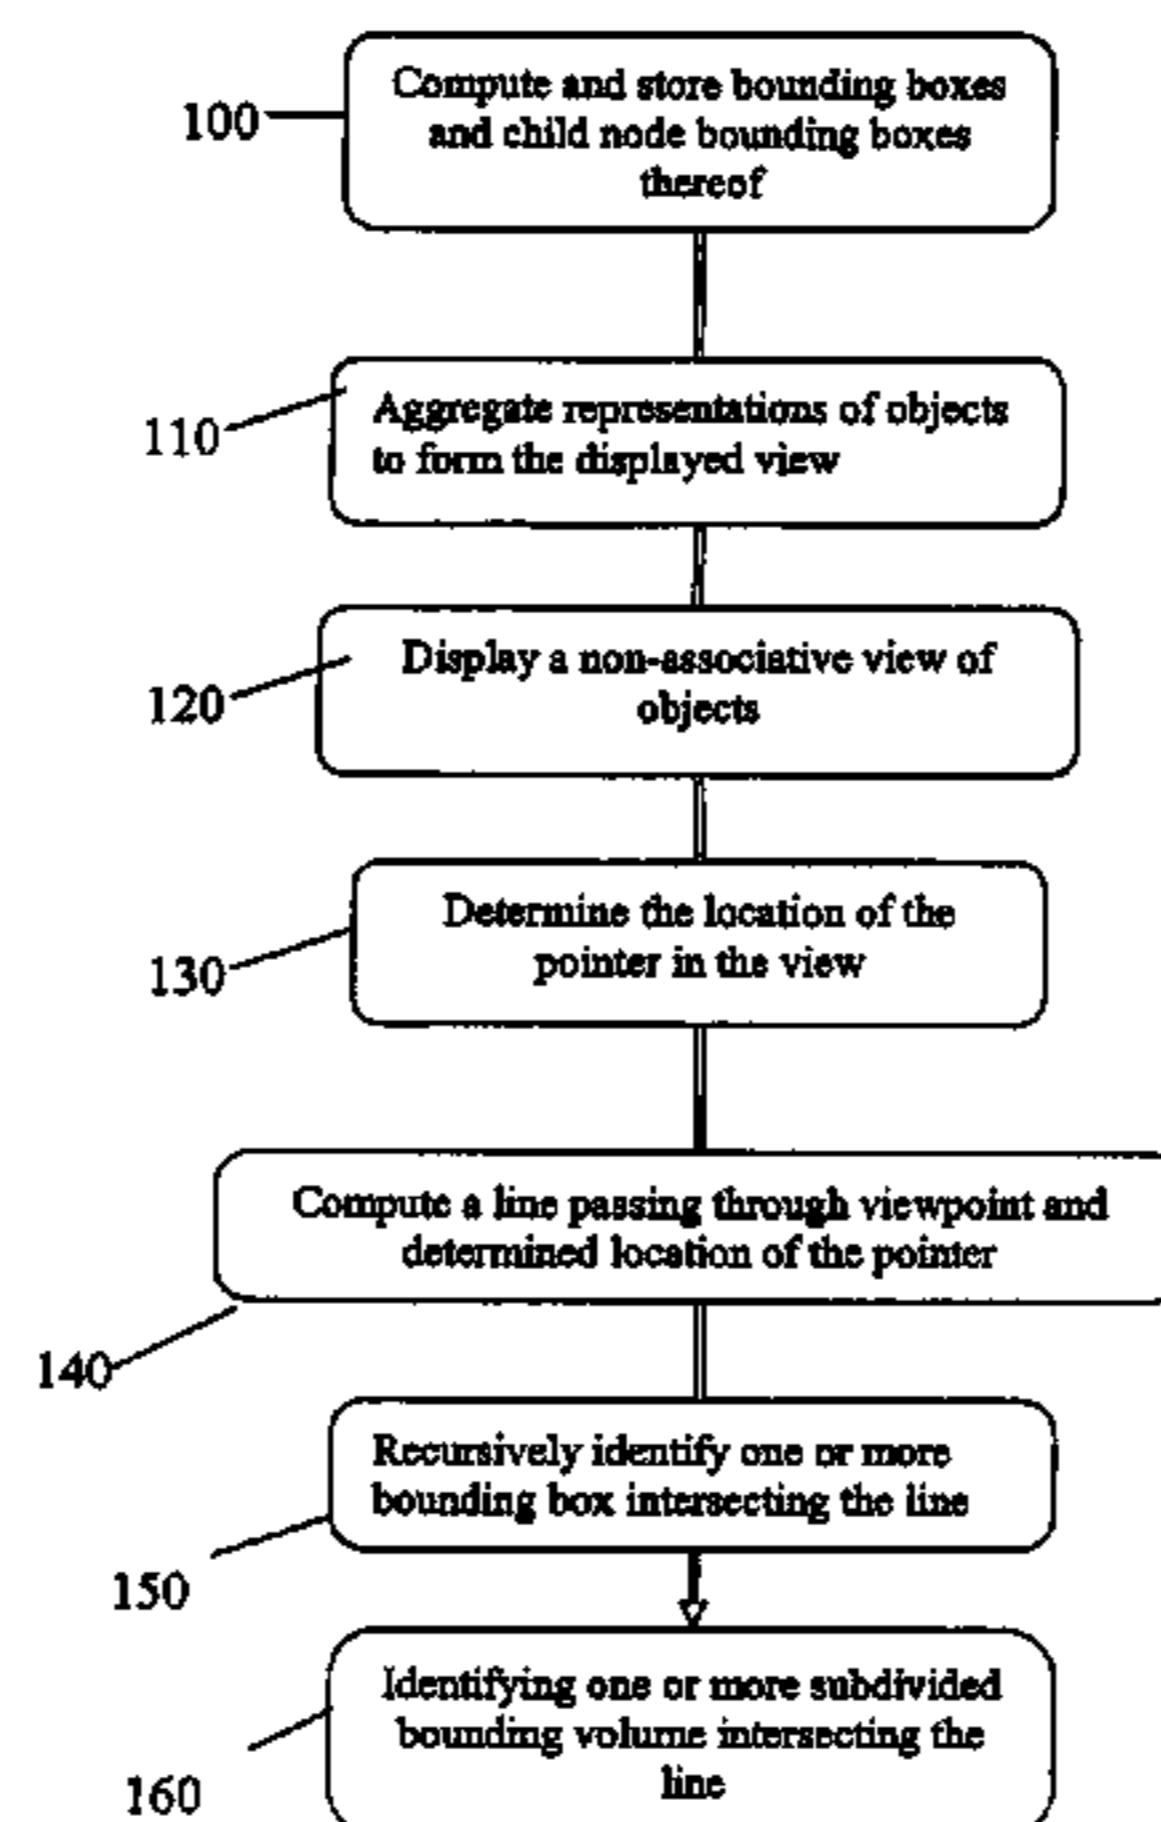 100
Compute and store bounding boxes
and child node bounding boxes
thereof
110
Aggregate representations of objects
to form the displayed view
120
Display a non-associative view of
objects
130
Determine the location of the
pointer in the view
140
Compute a line passing through viewpoint and
determined location of the pointer
150
Recursively identify one or more
bounding box intersecting the line
160
Identifying one or more subdivided
bounding volume intersecting the
line